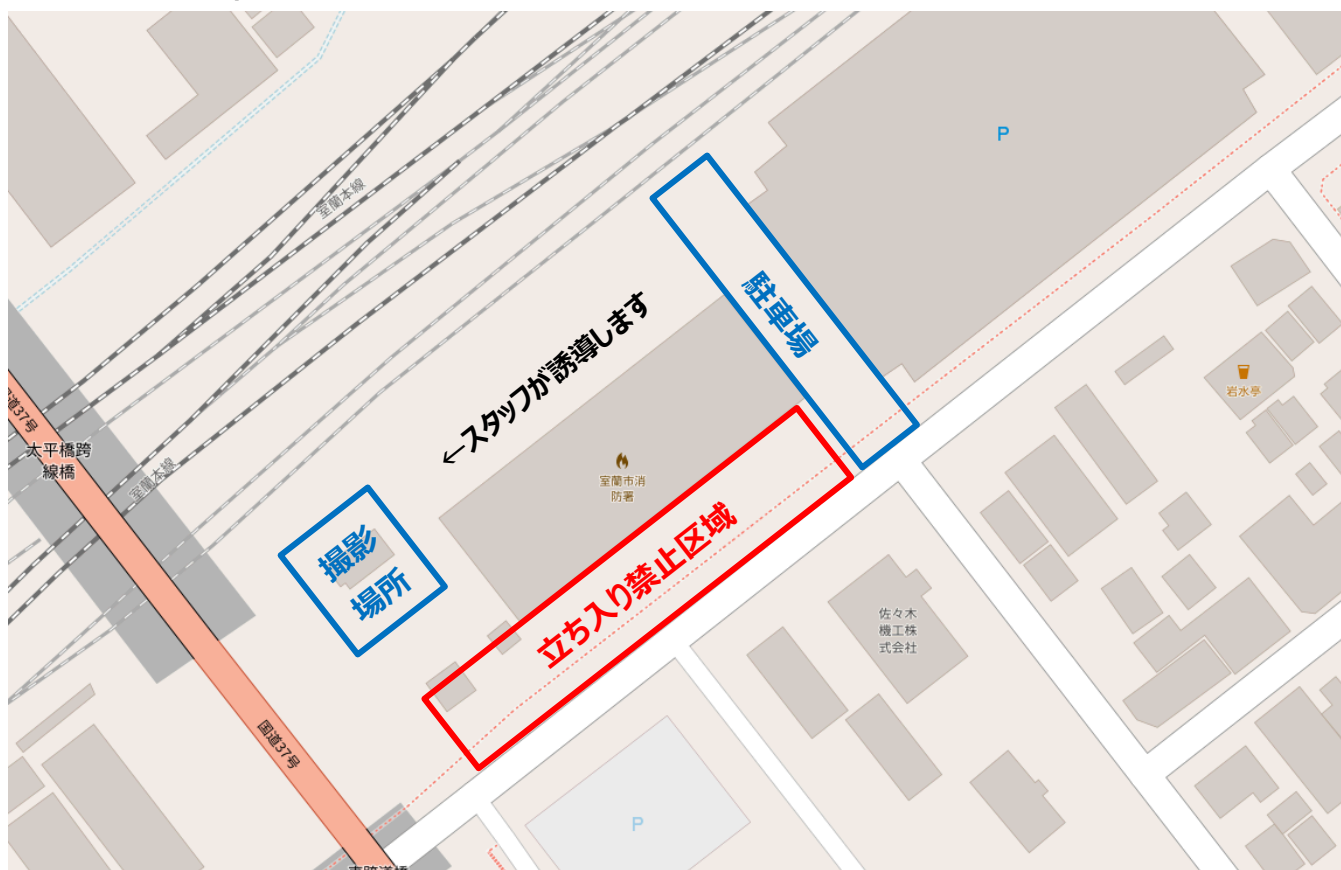 P
室蘭本線
駐車場
←スタッフが誘導します
岩水亭
国道37号
太平橋跨
線橋
室蘭本線
室蘭市消
防署
撮影
場所
立ち入り禁止区域
佐々木
機工株
式会社
国道37号
P